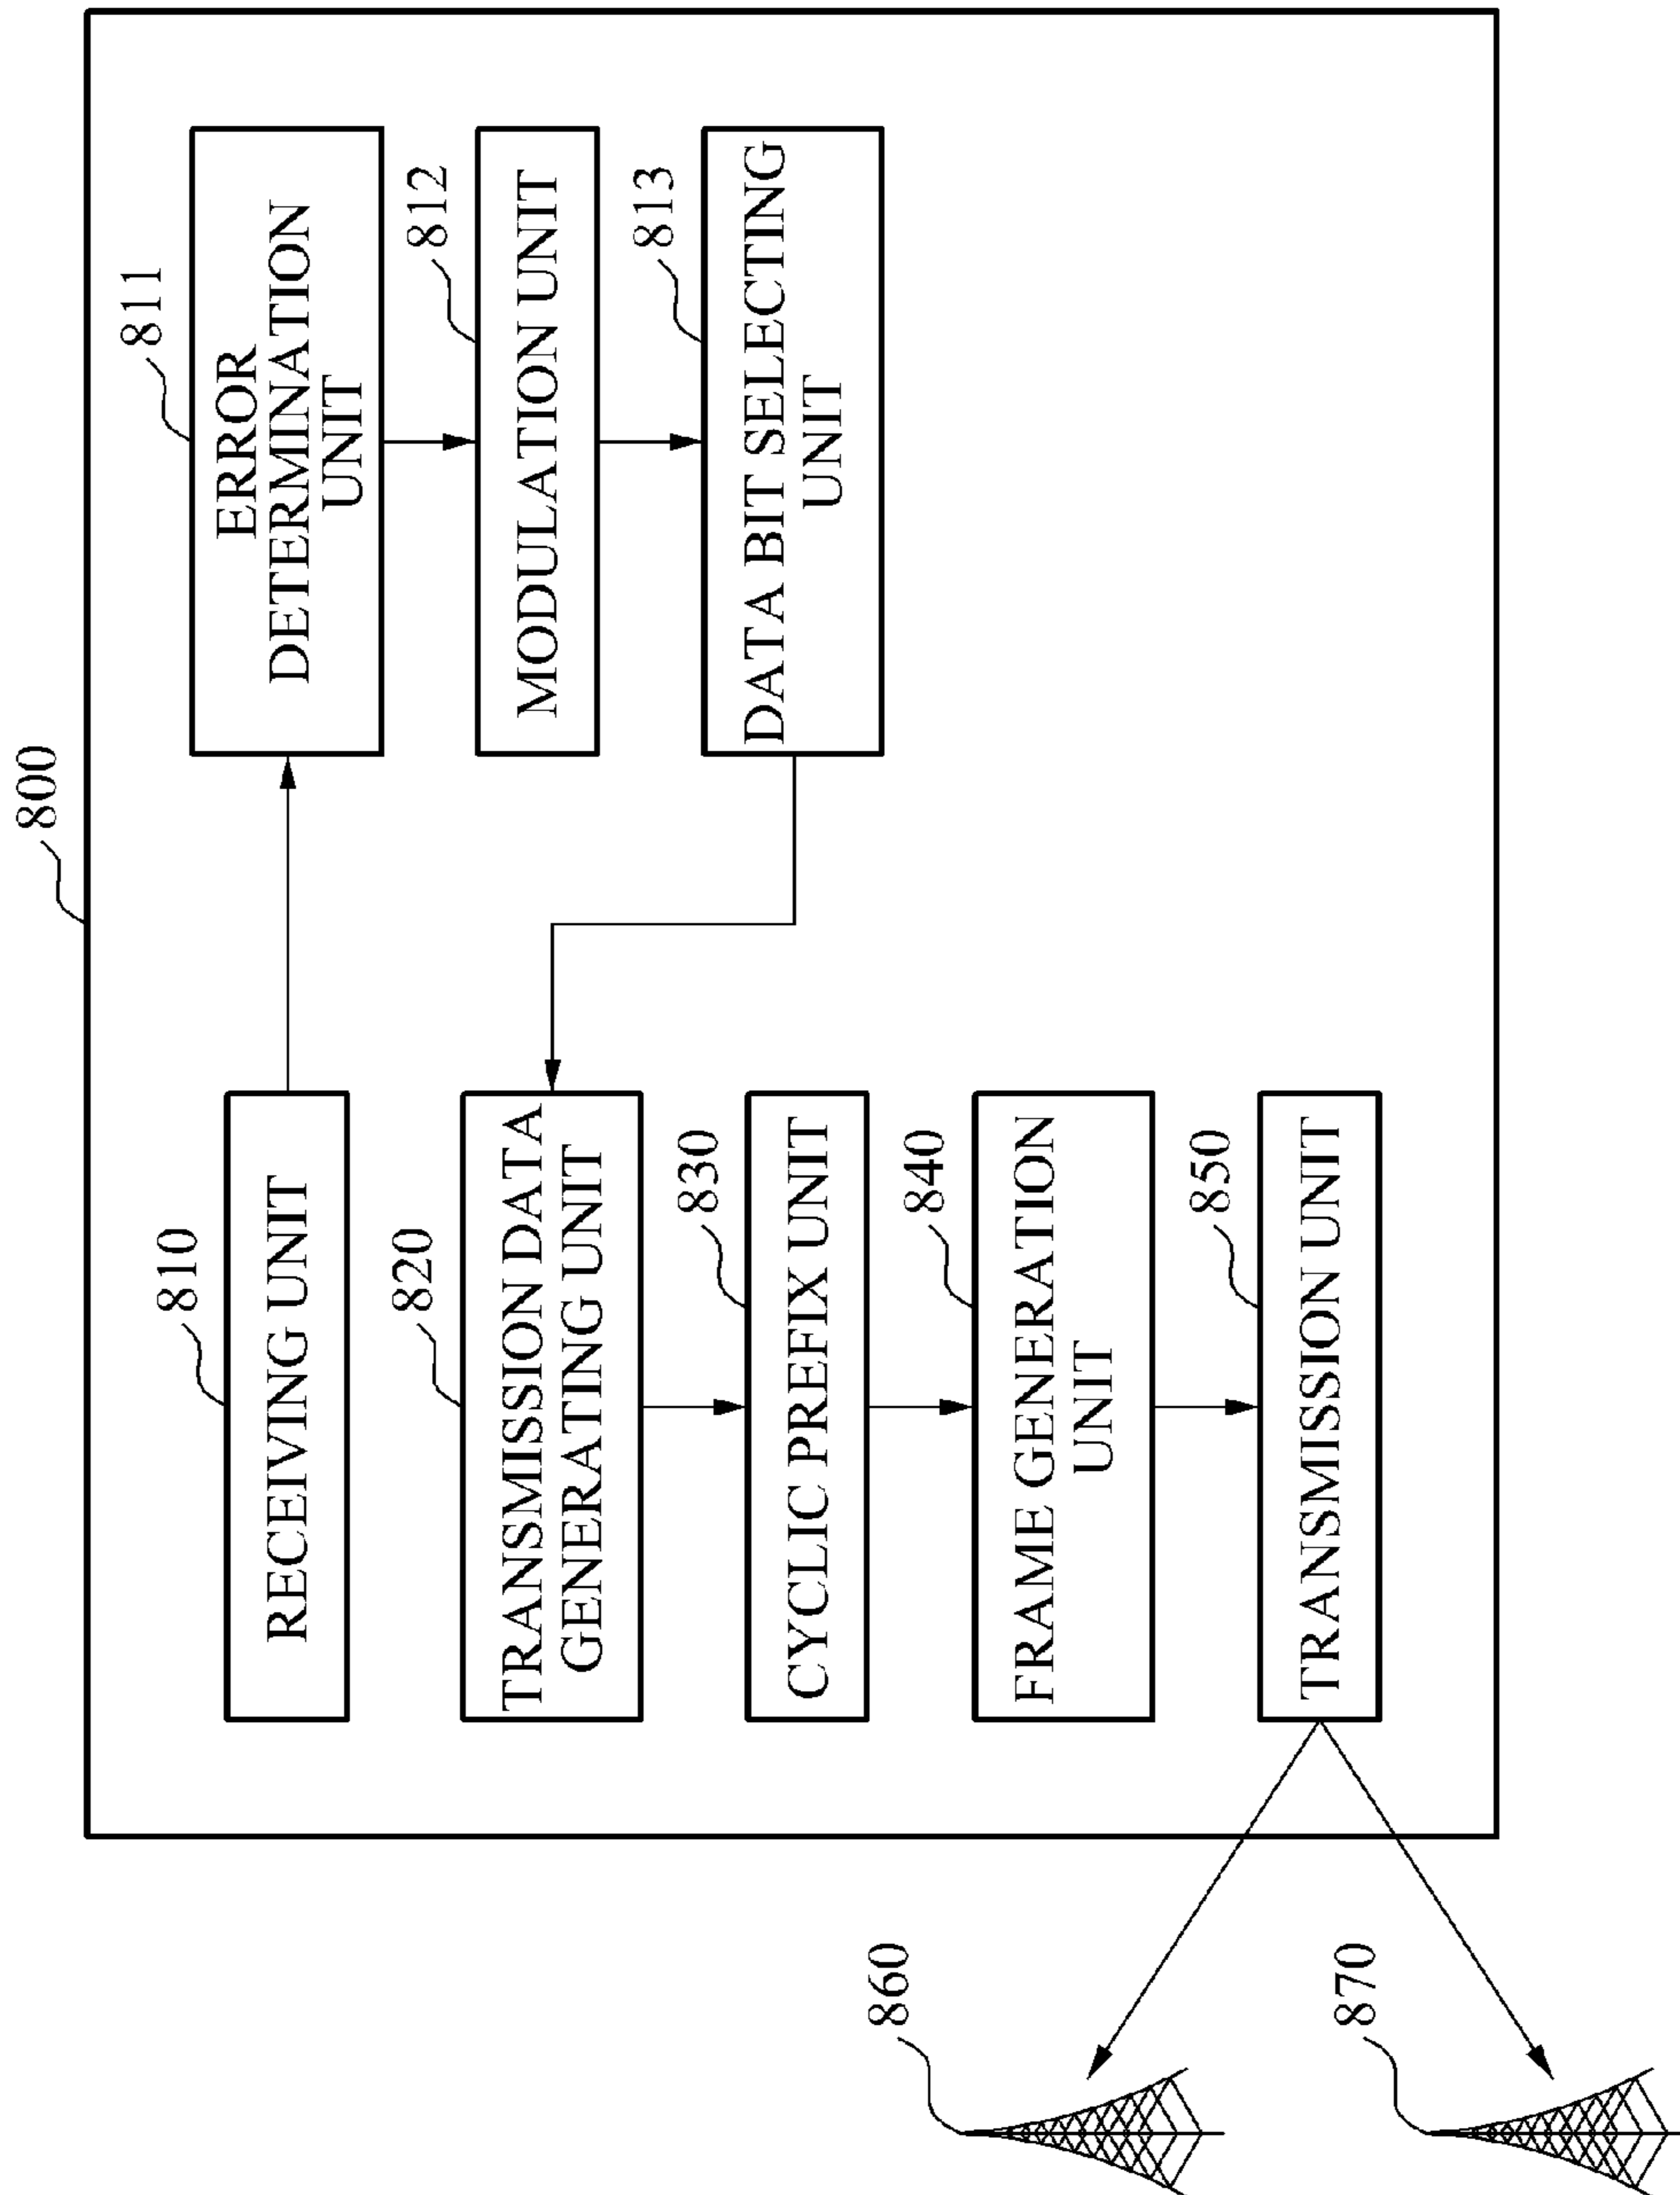 800
810
RECEIVING UNIT
811
ERROR
DETERMINATION
UNIT
820
TRANSMISSION DATA
GENERATING UNIT
812
MODULATION UNIT
830
CYCLIC PREFIX UNIT
813
DATA BIT SELECTING
UNIT
840
FRAME GENERATION
UNIT
850
TRANSMISSION UNIT
860
870